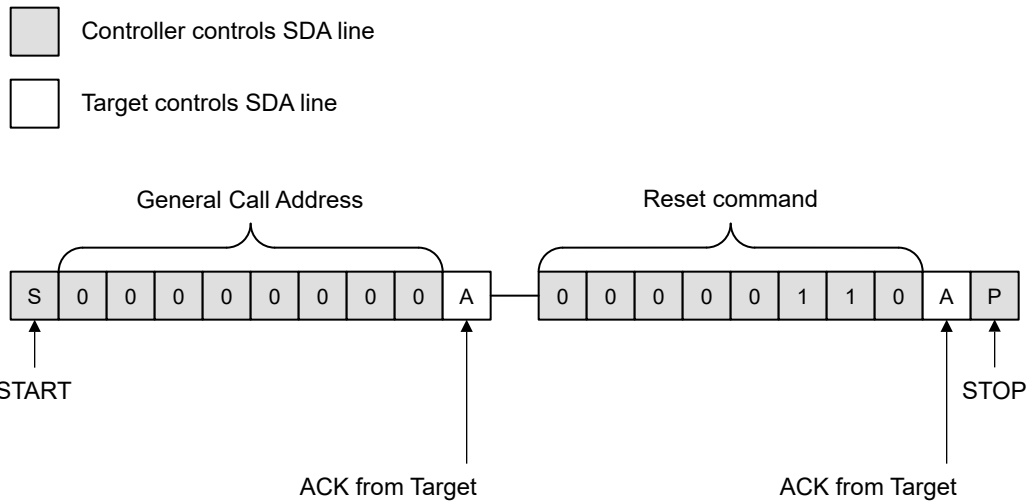 Controller controls SDA line
Target controls SDA line
General Call Address Reset command
S 0 0 0 0 0 0 0 0 A 0 0 0 0 0 1 1 0 A P
START STOP
ACK from Target ACK from Target